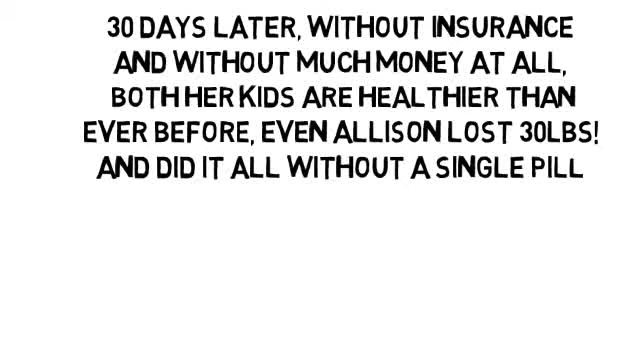 30 DAYS LATER, WITHOUT INSURANCE
AND WITHOUT MUCH MONEY AT ALL,
BOTH HER KIDS ARE HEALTHIER THAN
EVER BEFORE, EVEN ALLISON LOST 30LBS!
AND DID IT ALL WITHOUT A SINGLE PILL